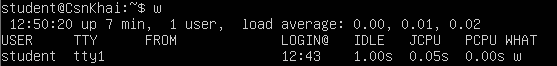 student@CsnKhai:~$ w
 12:50:20 up 7 min,  1 user,  load average: 0.00, 0.01, 0.02
USER     TTY      FROM             LOGIN@   IDLE   JCPU   PCPU WHAT
student  tty1                      12:43    1.00s  0.05s  0.00s w